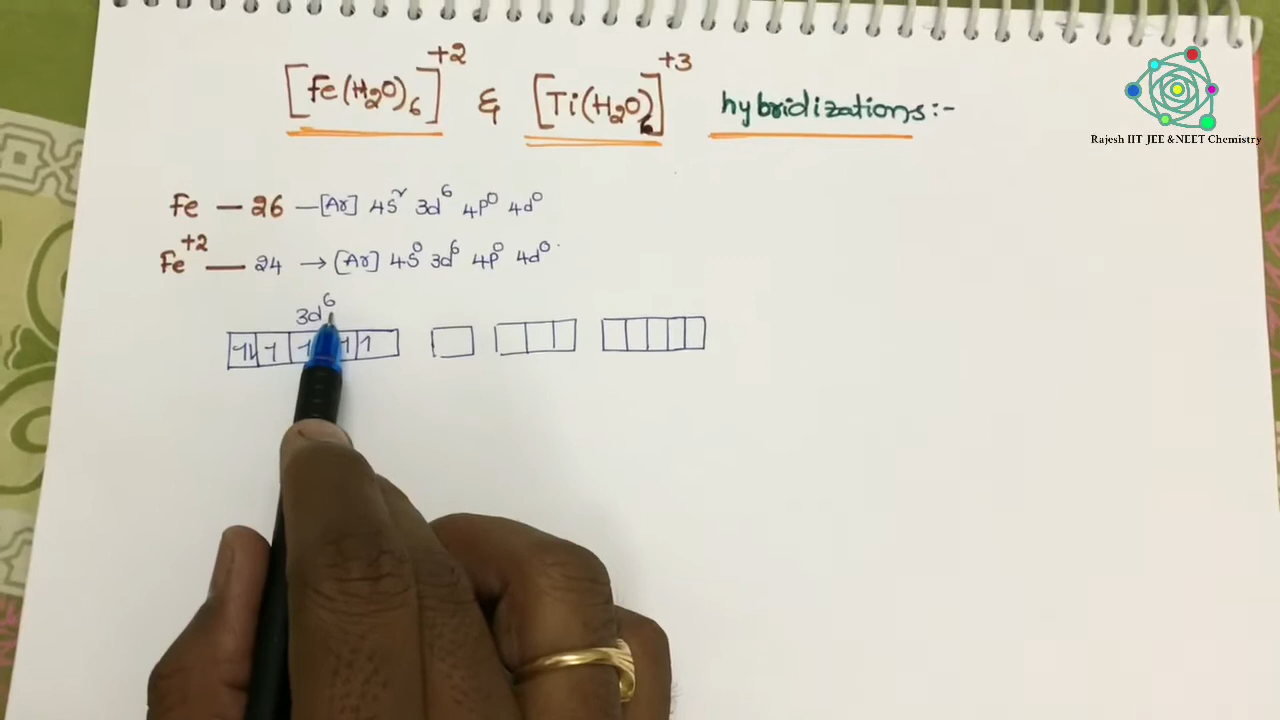 [Fe(H2O)6]+2 & [Ti(H2O)6]+3 hybridizations:-
Rajesh IIT JEE &NEET Chemistry
Fe — 26 — [Ar] 4s2 3d6 4p0 4d0
Fe+2 — 24 → [Ar] 4s0 3d6 4p0 4d0
3d6